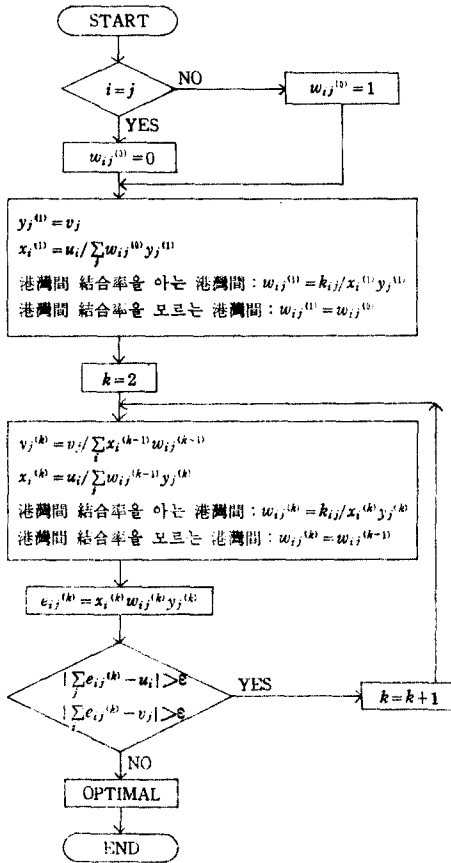 START
i=j
NO
w_ij^(0)=1
YES
w_ij^(0)=0
y_j^(1)=v_j
x_i^(1)=u_i/∑_j w_ij^(0) y_j^(1)
港灣間 結合率을 아는 港灣間 : w_ij^(1)=k_ij/x_i^(1) y_j^(1)
港灣間 結合率을 모르는 港灣間 : w_ij^(1)=w_ij^(0)
k=2
y_j^(k)=v_j/∑_i x_i^(k-1) w_ij^(k-1)
x_i^(k)=u_i/∑_j w_ij^(k-1) y_j^(k)
港灣間 結合率을 아는 港灣間 : w_ij^(k)=k_ij/x_i^(k) y_j^(k)
港灣間 結合率을 모르는 港灣間 : w_ij^(k)=w_ij^(k-1)
e_ij^(k)=x_i^(k) w_ij^(k) y_j^(k)
|∑_j e_ij^(k)-u_i|>ε
|∑_i e_ij^(k)-v_j|>ε
YES
k=k+1
NO
OPTIMAL
END